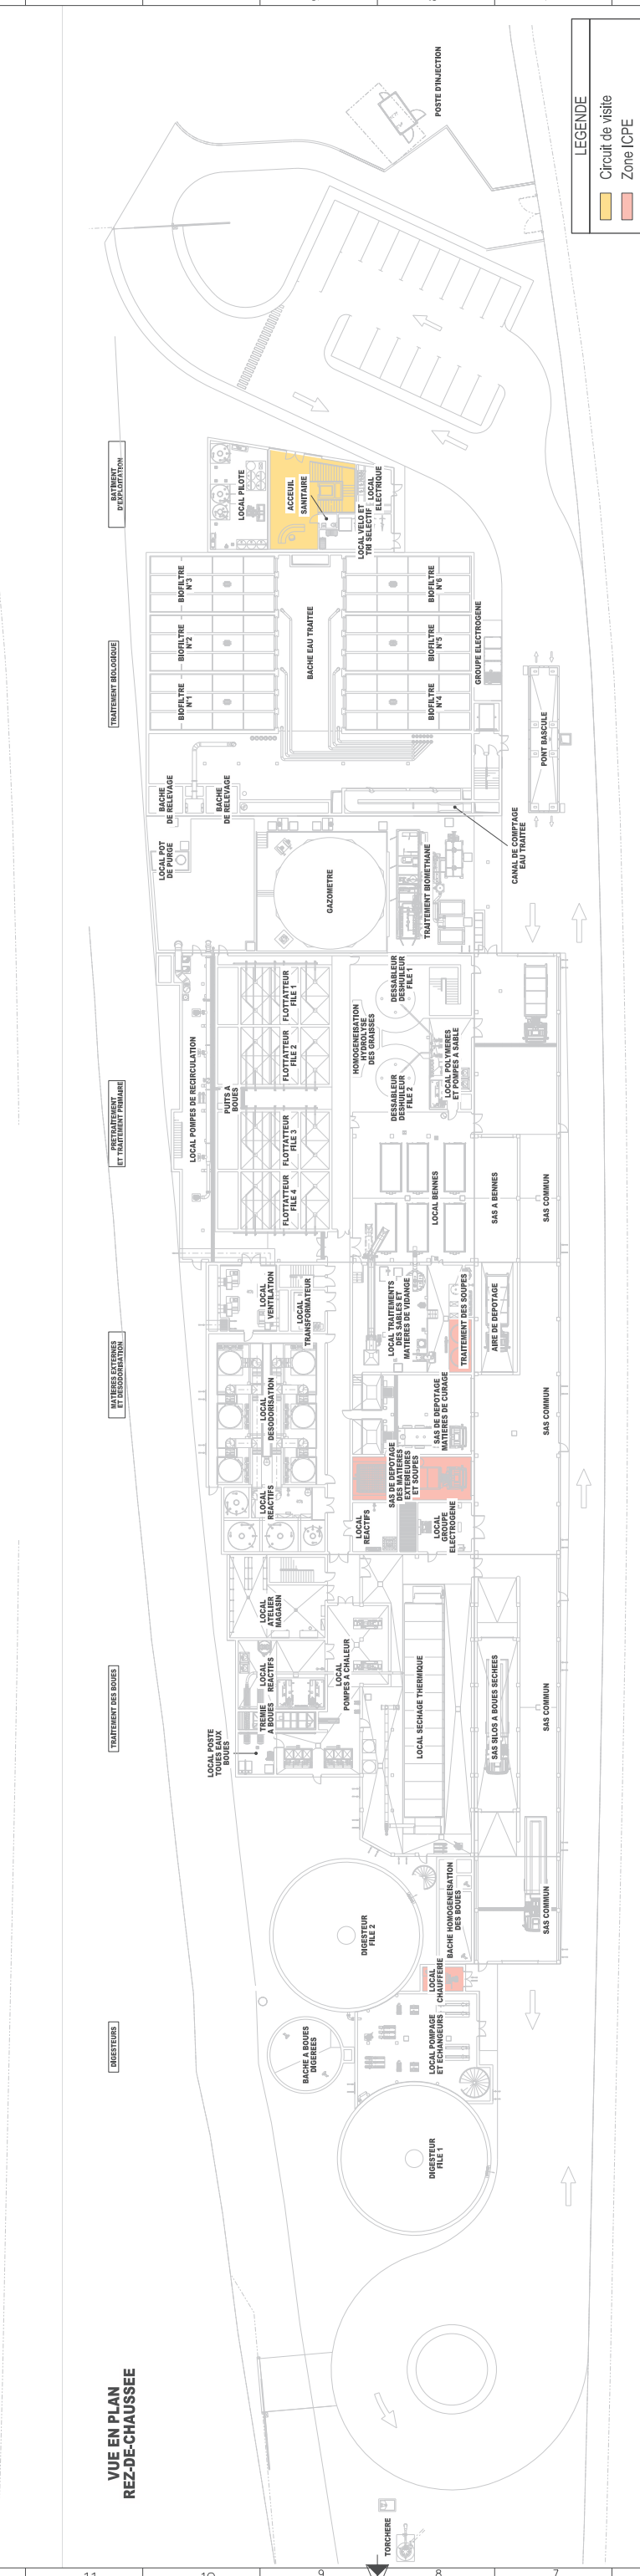 POSTE D'INJECTION
LEGENDE
Circuit de visite
Zone ICPE
BATIMENT
D'EXPLOITATION
LOCAL PILOTE
ACCEUIL
SANITAIRE
LOCAL VELO ET
TRI SELECTIF
LOCAL
ELECTRIQUE
TRAITEMENT BIOLOGIQUE
BIOFILTRE
N°3
BIOFILTRE
N°2
BIOFILTRE
N°1
BACHE EAU TRAITEE
BIOFILTRE
N°6
BIOFILTRE
N°5
BIOFILTRE
N°4
GROUPE ELECTROGENE
PONT BASCULE
BACHE
DE RELEVAGE
BACHE
DE RELEVAGE
CANAL DE COMPTAGE
EAU TRAITEE
LOCAL POT
DE PURGE
GAZOMETRE
TRAITEMENT BIOMETHANE
PRETRAITEMENT
ET TRAITEMENT PRIMAIRE
LOCAL POMPES DE RECIRCULATION
PUITS A
BOUES
FLOTTATTEUR
FILE 1
FLOTTATTEUR
FILE 2
FLOTTATTEUR
FILE 3
FLOTTATTEUR
FILE 4
HOMOGENEISATION
HYDROLYSE
DES GRAISSES
DESSABLEUR
DESHUILEUR
FILE 1
DESSABLEUR
DESHUILEUR
FILE 2
LOCAL POLYMERES
ET POMPES A SABLE
LOCAL BENNES
SAS A BENNES
SAS COMMUN
MATIERES EXTERNES
ET DESODORISATION
LOCAL
VENTILATION
LOCAL
TRANSFORMATEUR
LOCAL TRAITEMENTS
DES SABLES ET
MATIERES DE VIDANGE
TRAITEMENT DES SOUPES
AIRE DE DEPOTAGE
LOCAL
DESODORISATION
SAS DE DEPOTAGE
MATIERES DE CURAGE
SAS COMMUN
LOCAL
REACTIFS
SAS DE DEPOTAGE
DES MATIERES
EXTERIEURES
ET SOUPES
LOCAL
REACTIFS
LOCAL
GROUPE
ELECTROGENE
TRAITEMENT DES BOUES
LOCAL
ATELIER
MAGASIN
LOCAL
REACTIFS
TREMIE
A BOUES
LOCAL
POMPES A CHALEUR
LOCAL POSTE
TOUES EAUX
BOUES
LOCAL SECHAGE THERMIQUE
SAS SILOS A BOUES SECHEES
SAS COMMUN
DIGESTEURS
DIGESTEUR
FILE 2
BACHE HOMOGENEISATION
DES BOUES
SAS COMMUN
LOCAL
CHAUFFERIE
BACHE A BOUES
DIGEREES
LOCAL POMPAGE
ET ECHANGEURS
DIGESTEUR
FILE 1
VUE EN PLAN
REZ-DE-CHAUSSEE
TORCHERE
11
10
9
8
7